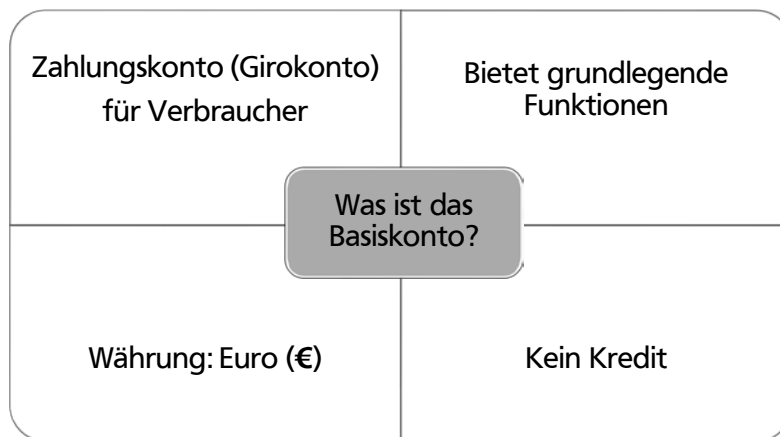 Zahlungskonto (Girokonto)
für Verbraucher
Bietet grundlegende
Funktionen
Was ist das
Basiskonto?
Währung: Euro (€)
Kein Kredit